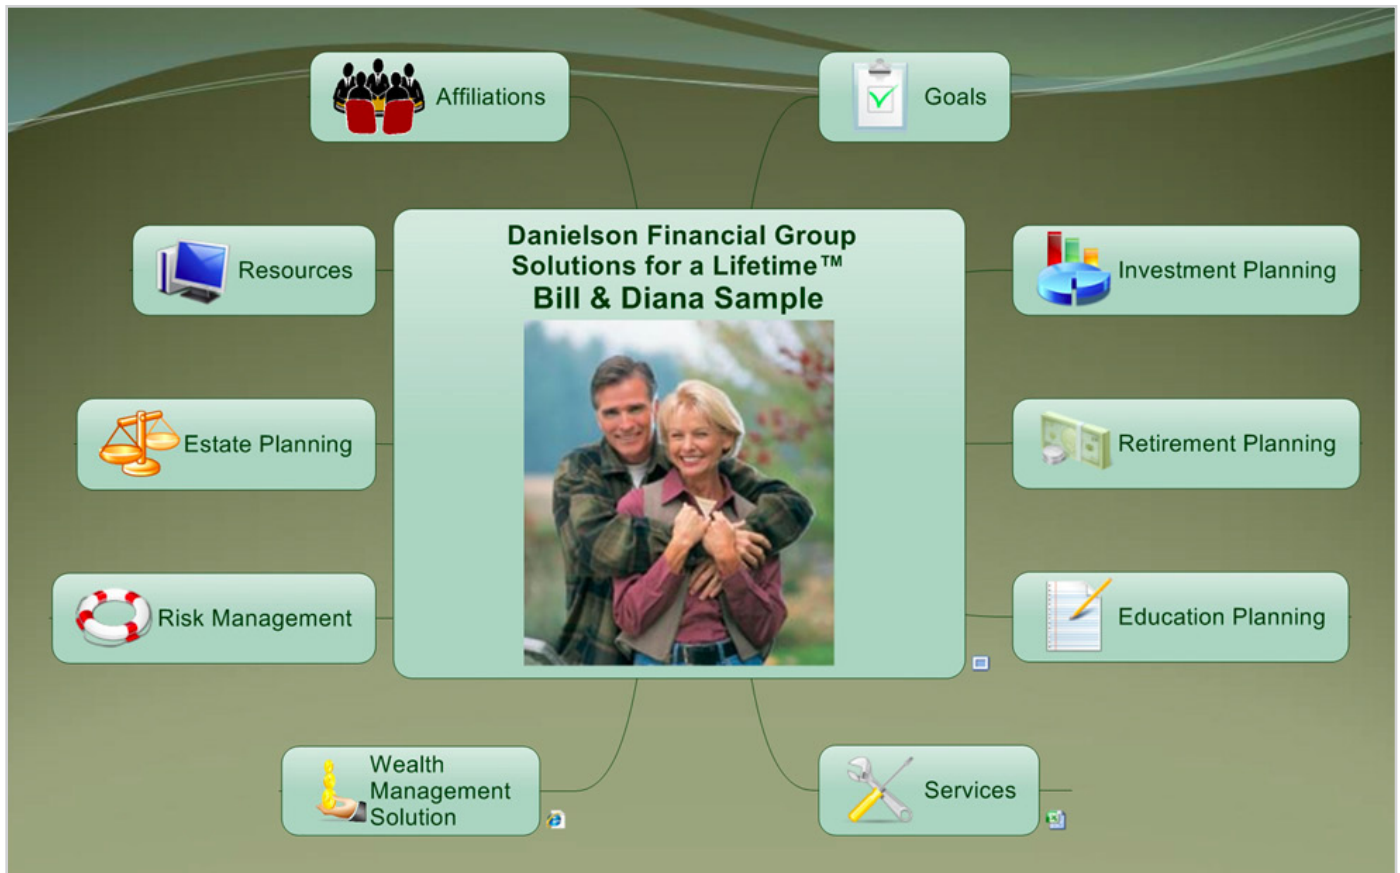 Affiliations
Goals
Danielson Financial Group
Solutions for a Lifetime™
Bill & Diana Sample
Resources
Investment Planning
Estate Planning
Retirement Planning
Risk Management
Education Planning
Wealth
Management
Solution
Services